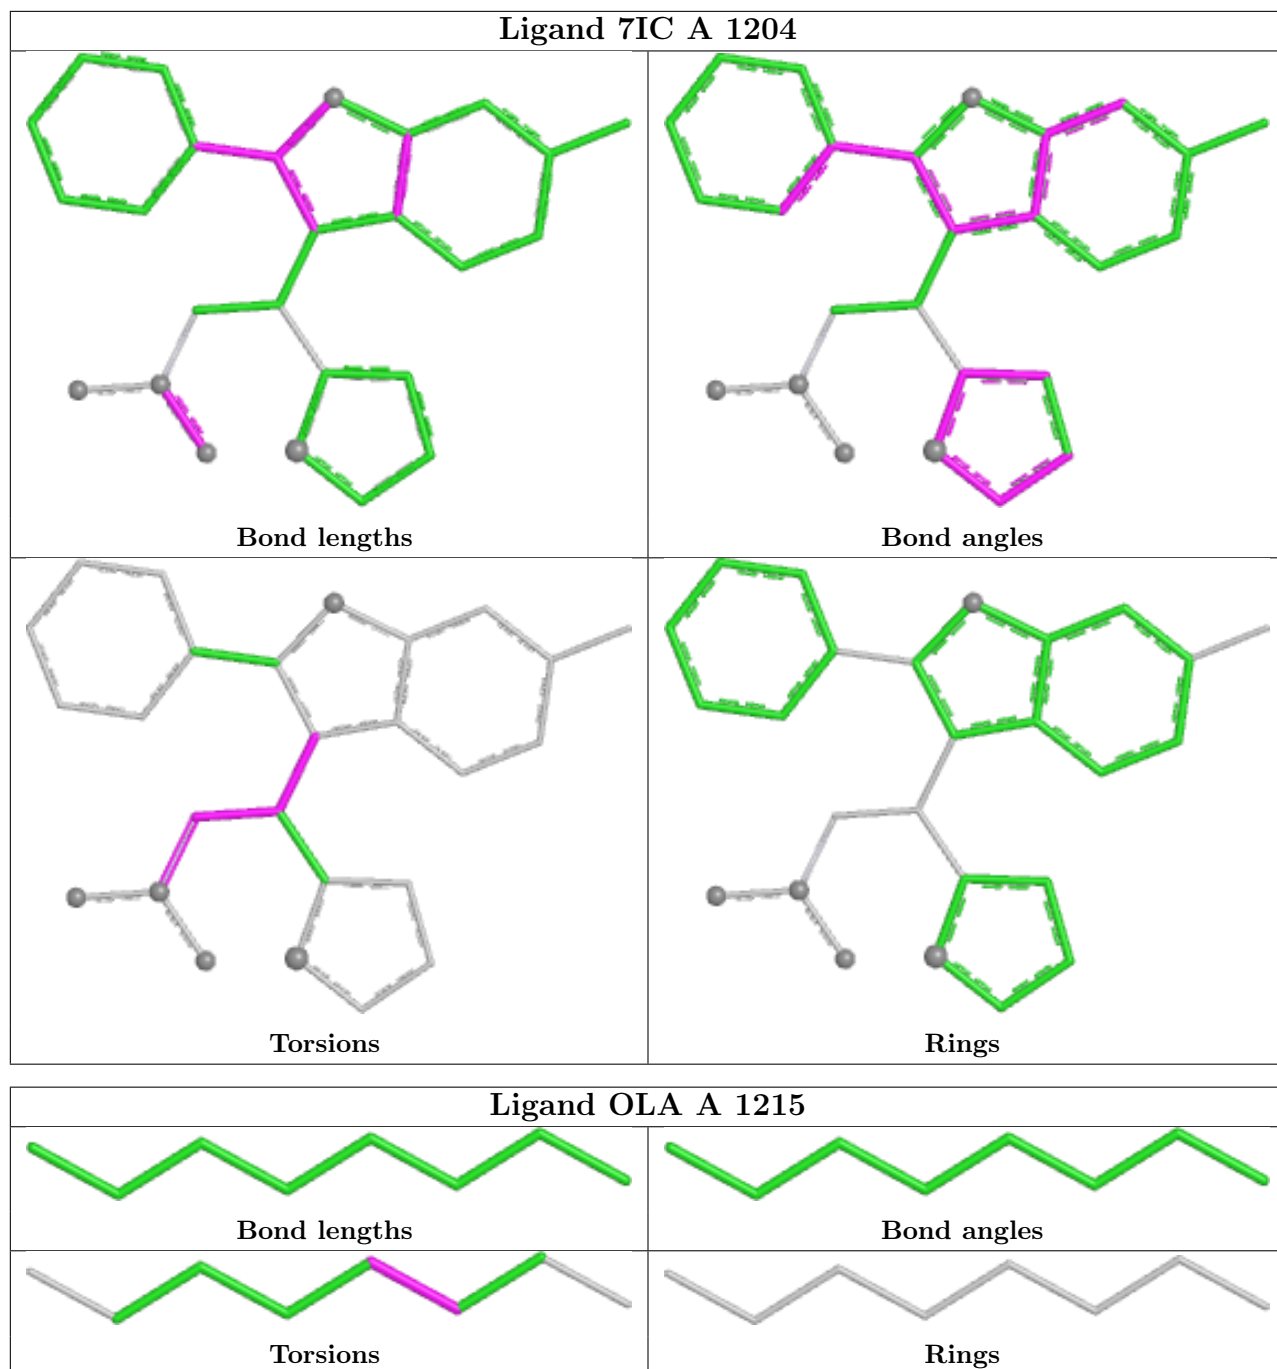 Ligand 7IC A 1204
Bond lengths
Bond angles
Torsions
Rings
Ligand OLA A 1215
Bond lengths
Bond angles
Torsions
Rings